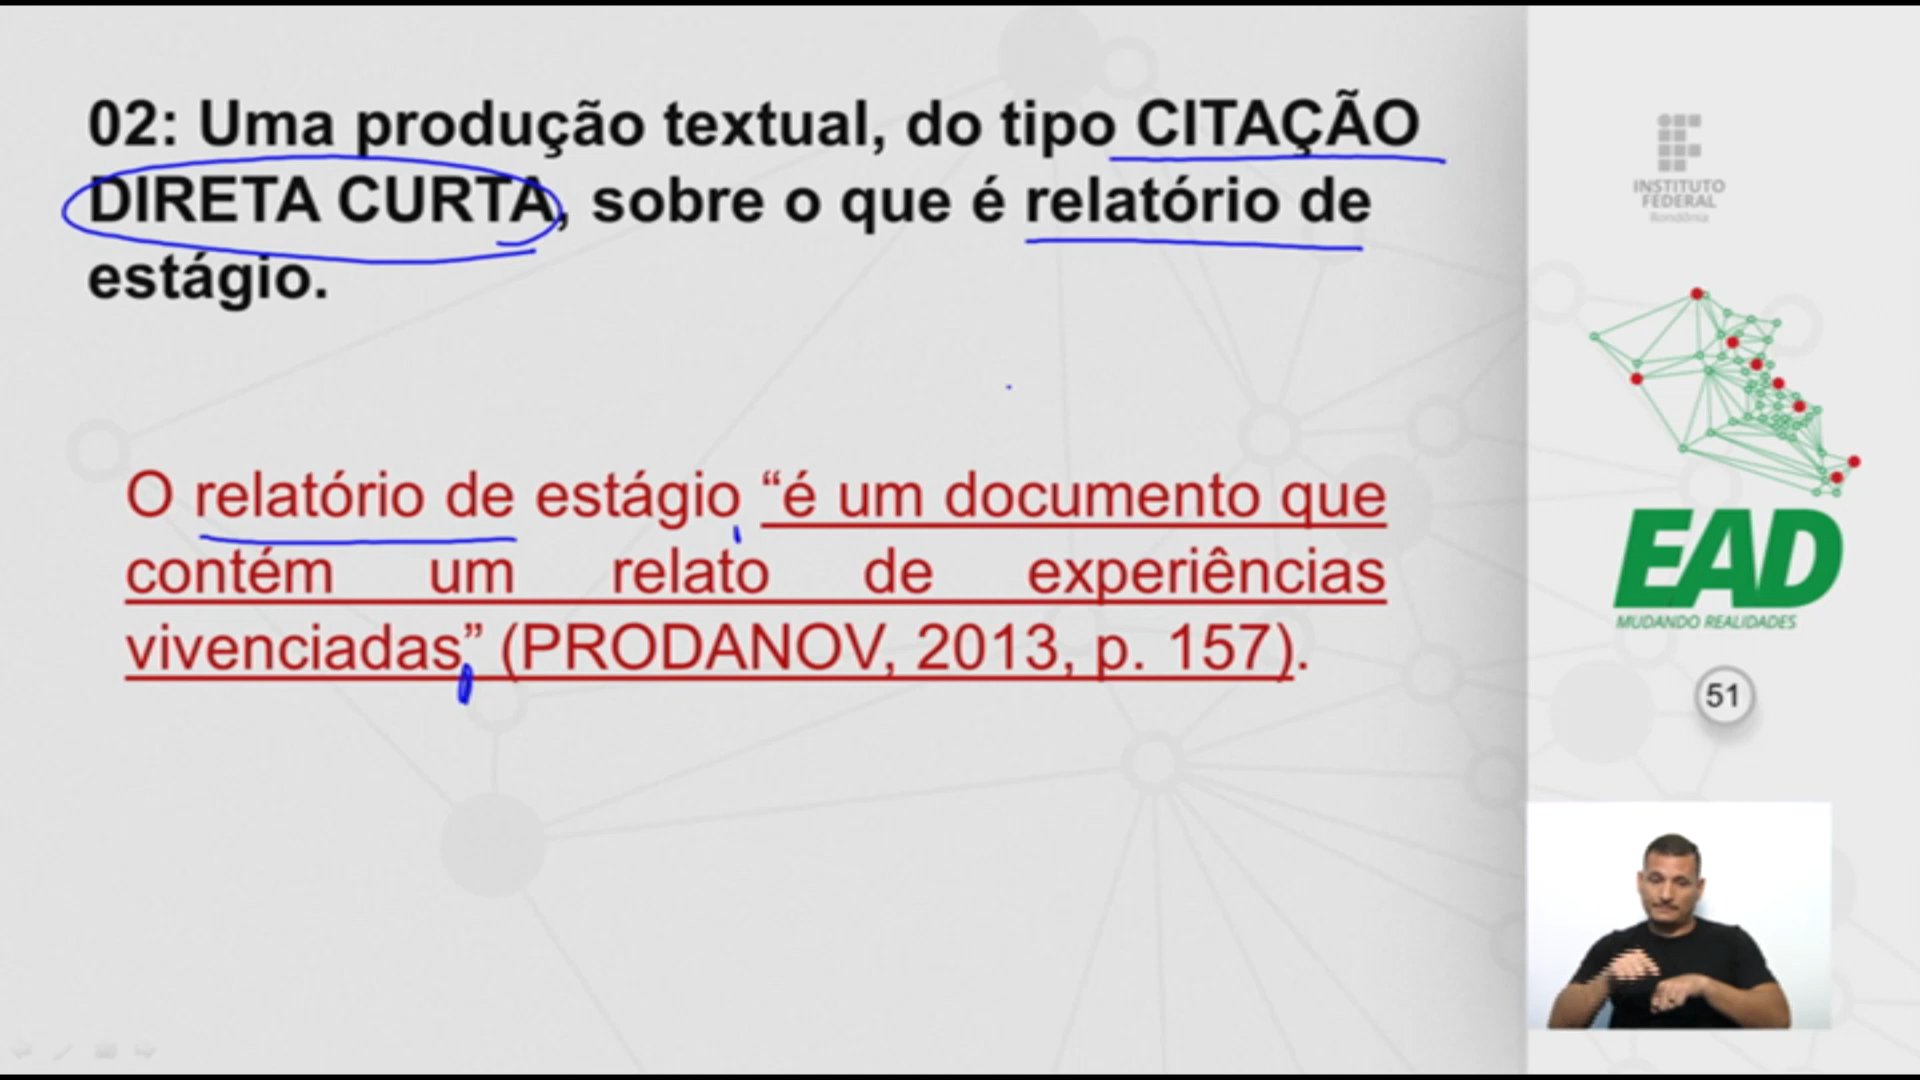 02: Uma produção textual, do tipo CITAÇÃO
DIRETA CURTA, sobre o que é relatório de
estágio.
O relatório de estágio “é um documento que
contém um relato de experiências
vivenciadas” (PRODANOV, 2013, p. 157).
INSTITUTO
FEDERAL
Rondônia
EAD
MUDANDO REALIDADES
51